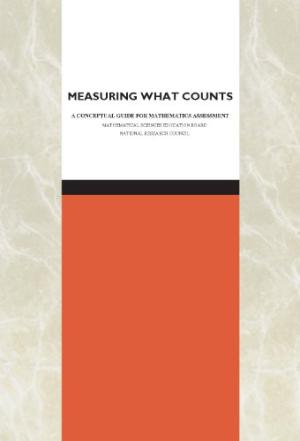 MEASURING WHAT COUNTS
A CONCEPTUAL GUIDE FOR MATHEMATICS ASSESSMENT
MATHEMATICAL SCIENCES EDUCATION BOARD
NATIONAL RESEARCH COUNCIL